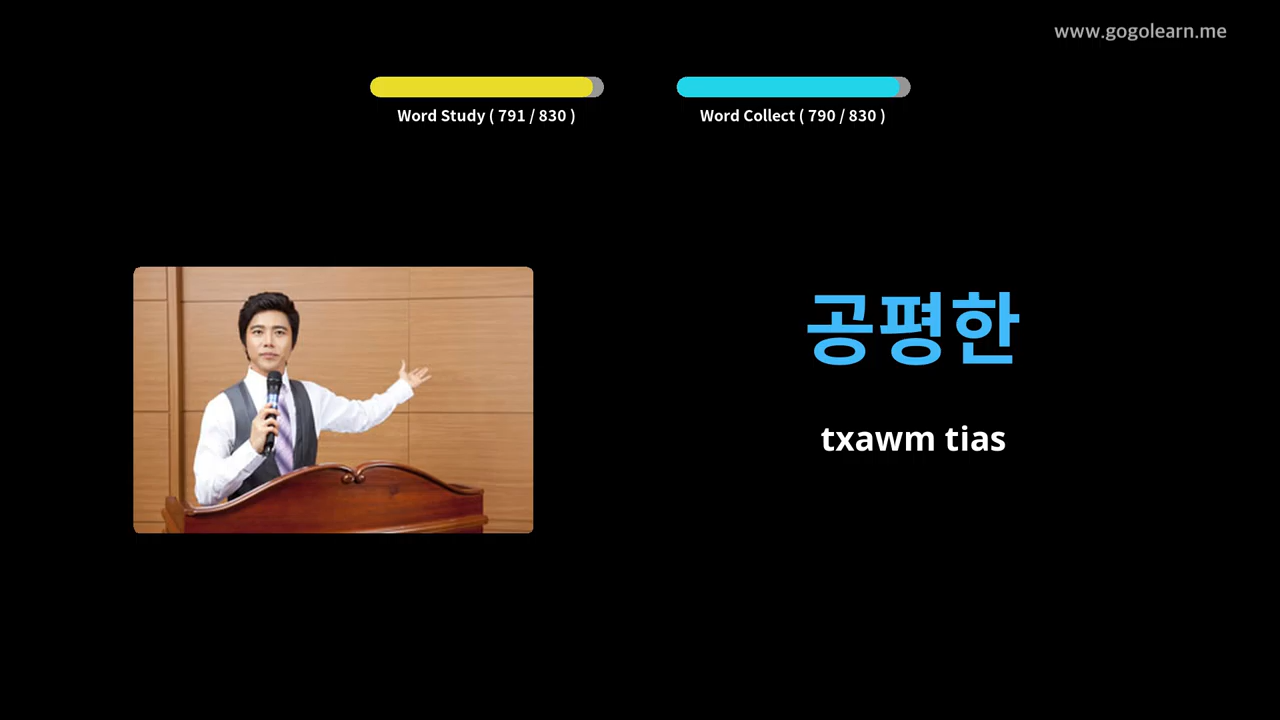 www.gogolearn.me
Word Study ( 791 / 830 )
Word Collect ( 790 / 830 )
공평한
txawm tias